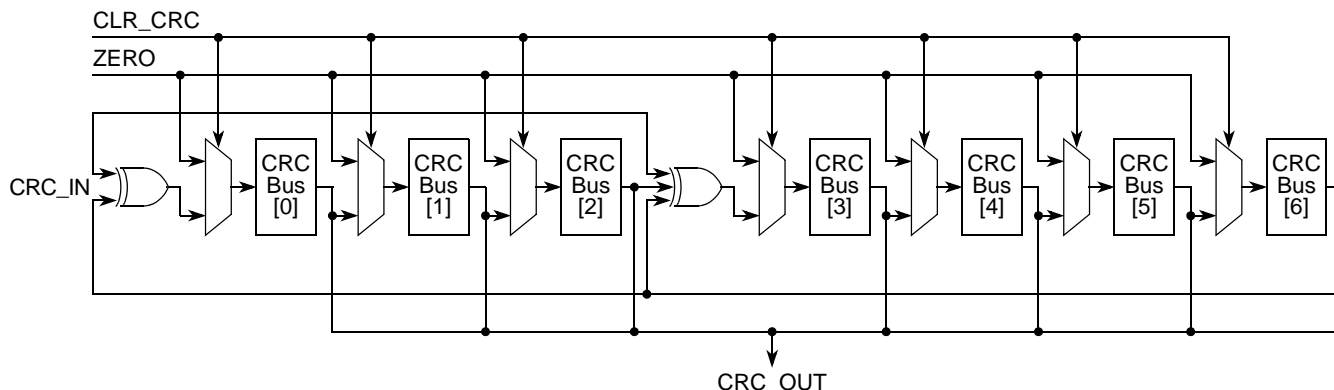 CLR_CRC
ZERO
CRC_IN
CRC
Bus
[0]
CRC
Bus
[1]
CRC
Bus
[2]
CRC
Bus
[3]
CRC
Bus
[4]
CRC
Bus
[5]
CRC
Bus
[6]
CRC_OUT